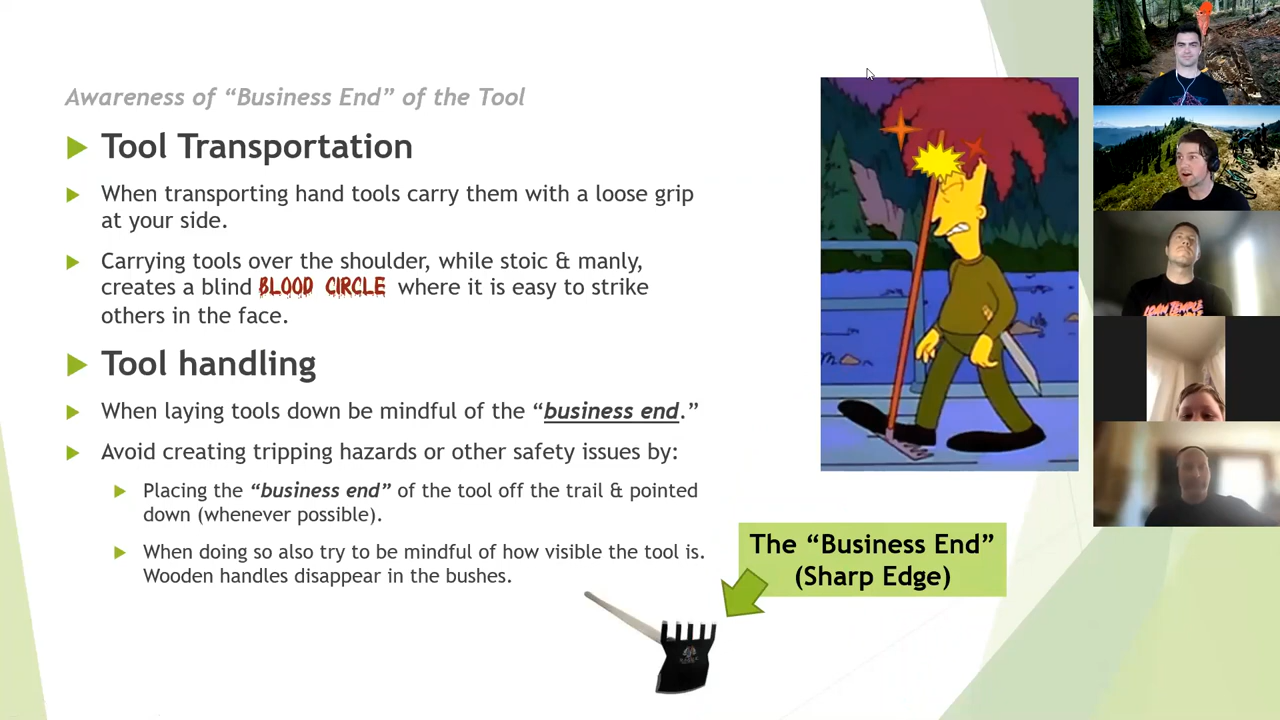 Awareness of “Business End” of the Tool
Tool Transportation
When transporting hand tools carry them with a loose grip
at your side.
Carrying tools over the shoulder, while stoic & manly,
creates a blind BLOOD CIRCLE where it is easy to strike
others in the face.
Tool handling
When laying tools down be mindful of the “business end.”
Avoid creating tripping hazards or other safety issues by:
Placing the “business end” of the tool off the trail & pointed
down (whenever possible).
When doing so also try to be mindful of how visible the tool is.
Wooden handles disappear in the bushes.
The “Business End”
(Sharp Edge)
LOAM TEMPLE